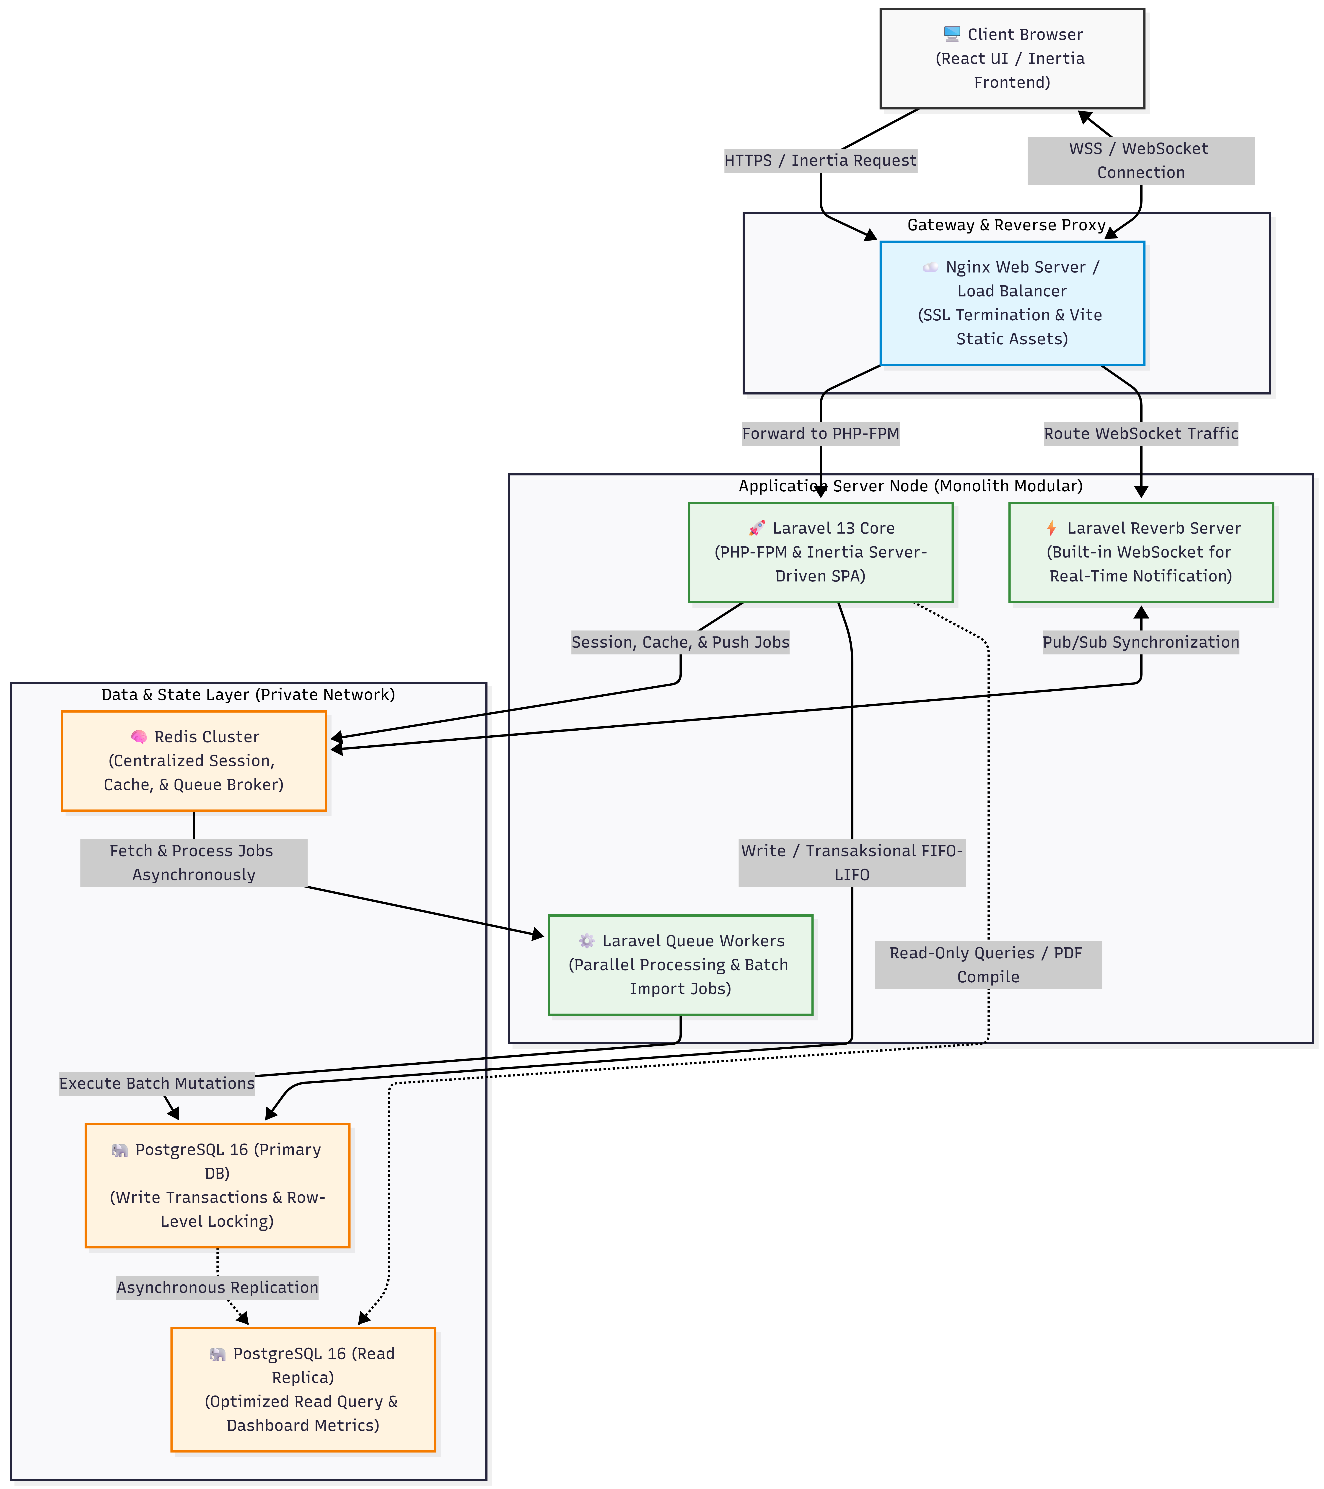 🖥️ Client Browser
(React UI / Inertia
Frontend)
HTTPS / Inertia Request
WSS / WebSocket
Connection
Gateway & Reverse Proxy
☁️ Nginx Web Server /
Load Balancer
(SSL Termination & Vite
Static Assets)
Forward to PHP-FPM
Route WebSocket Traffic
Application Server Node (Monolith Modular)
🚀 Laravel 13 Core
(PHP-FPM & Inertia Server-
Driven SPA)
⚡ Laravel Reverb Server
(Built-in WebSocket for
Real-Time Notification)
Session, Cache, & Push Jobs
Pub/Sub Synchronization
Data & State Layer (Private Network)
🧠 Redis Cluster
(Centralized Session,
Cache, & Queue Broker)
Fetch & Process Jobs
Asynchronously
Write / Transaksional FIFO-
LIFO
⚙️ Laravel Queue Workers
(Parallel Processing & Batch
Import Jobs)
Read-Only Queries / PDF
Compile
Execute Batch Mutations
🐘 PostgreSQL 16 (Primary
DB)
(Write Transactions & Row-
Level Locking)
Asynchronous Replication
🐘 PostgreSQL 16 (Read
Replica)
(Optimized Read Query &
Dashboard Metrics)